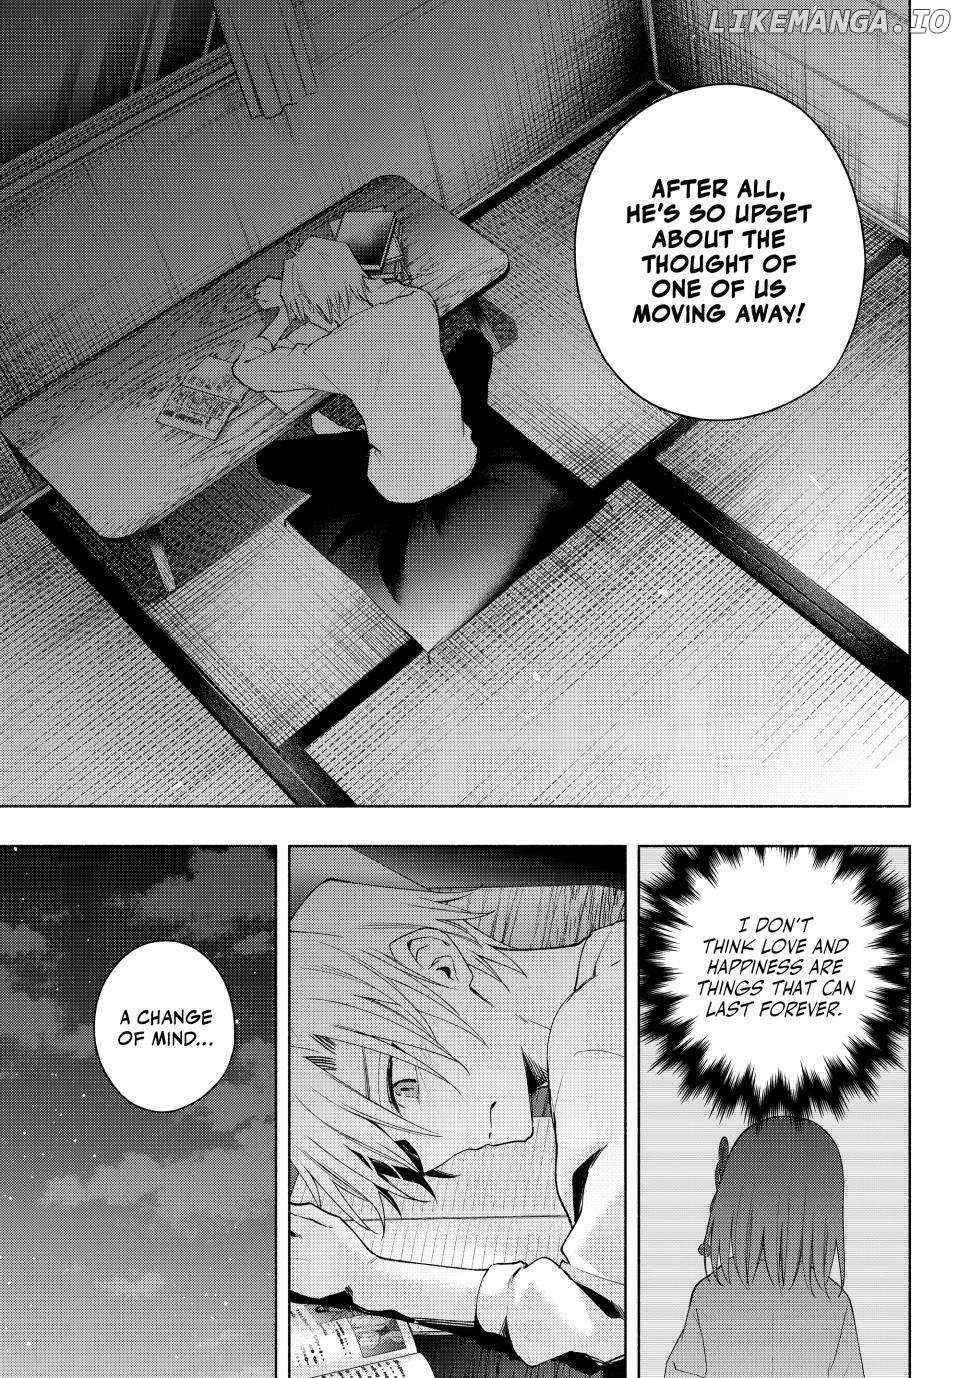 LIKEMANGA.IO
AFTER ALL,
HE'S SO UPSET
ABOUT THE
THOUGHT OF
ONE OF US
MOVING AWAY!
I DON'T
THINK LOVE AND
HAPPINESS ARE
THINGS THAT CAN
LAST FOREVER.
A CHANGE
OF MIND...